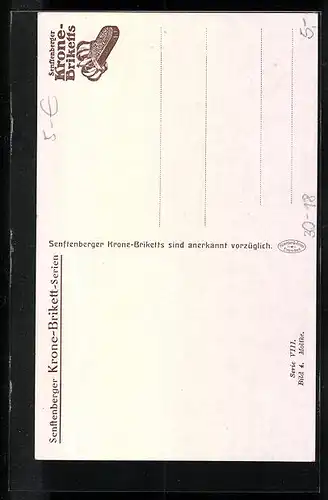 Senftenberger
Krone-
Briketts
5 €
5,-
Senftenberger Krone-Briketts sind anerkannt vorzüglich.
30-18
Senftenberger Krone-Brikett-Serien
Serie VIII.
Bild 4. Moltke.